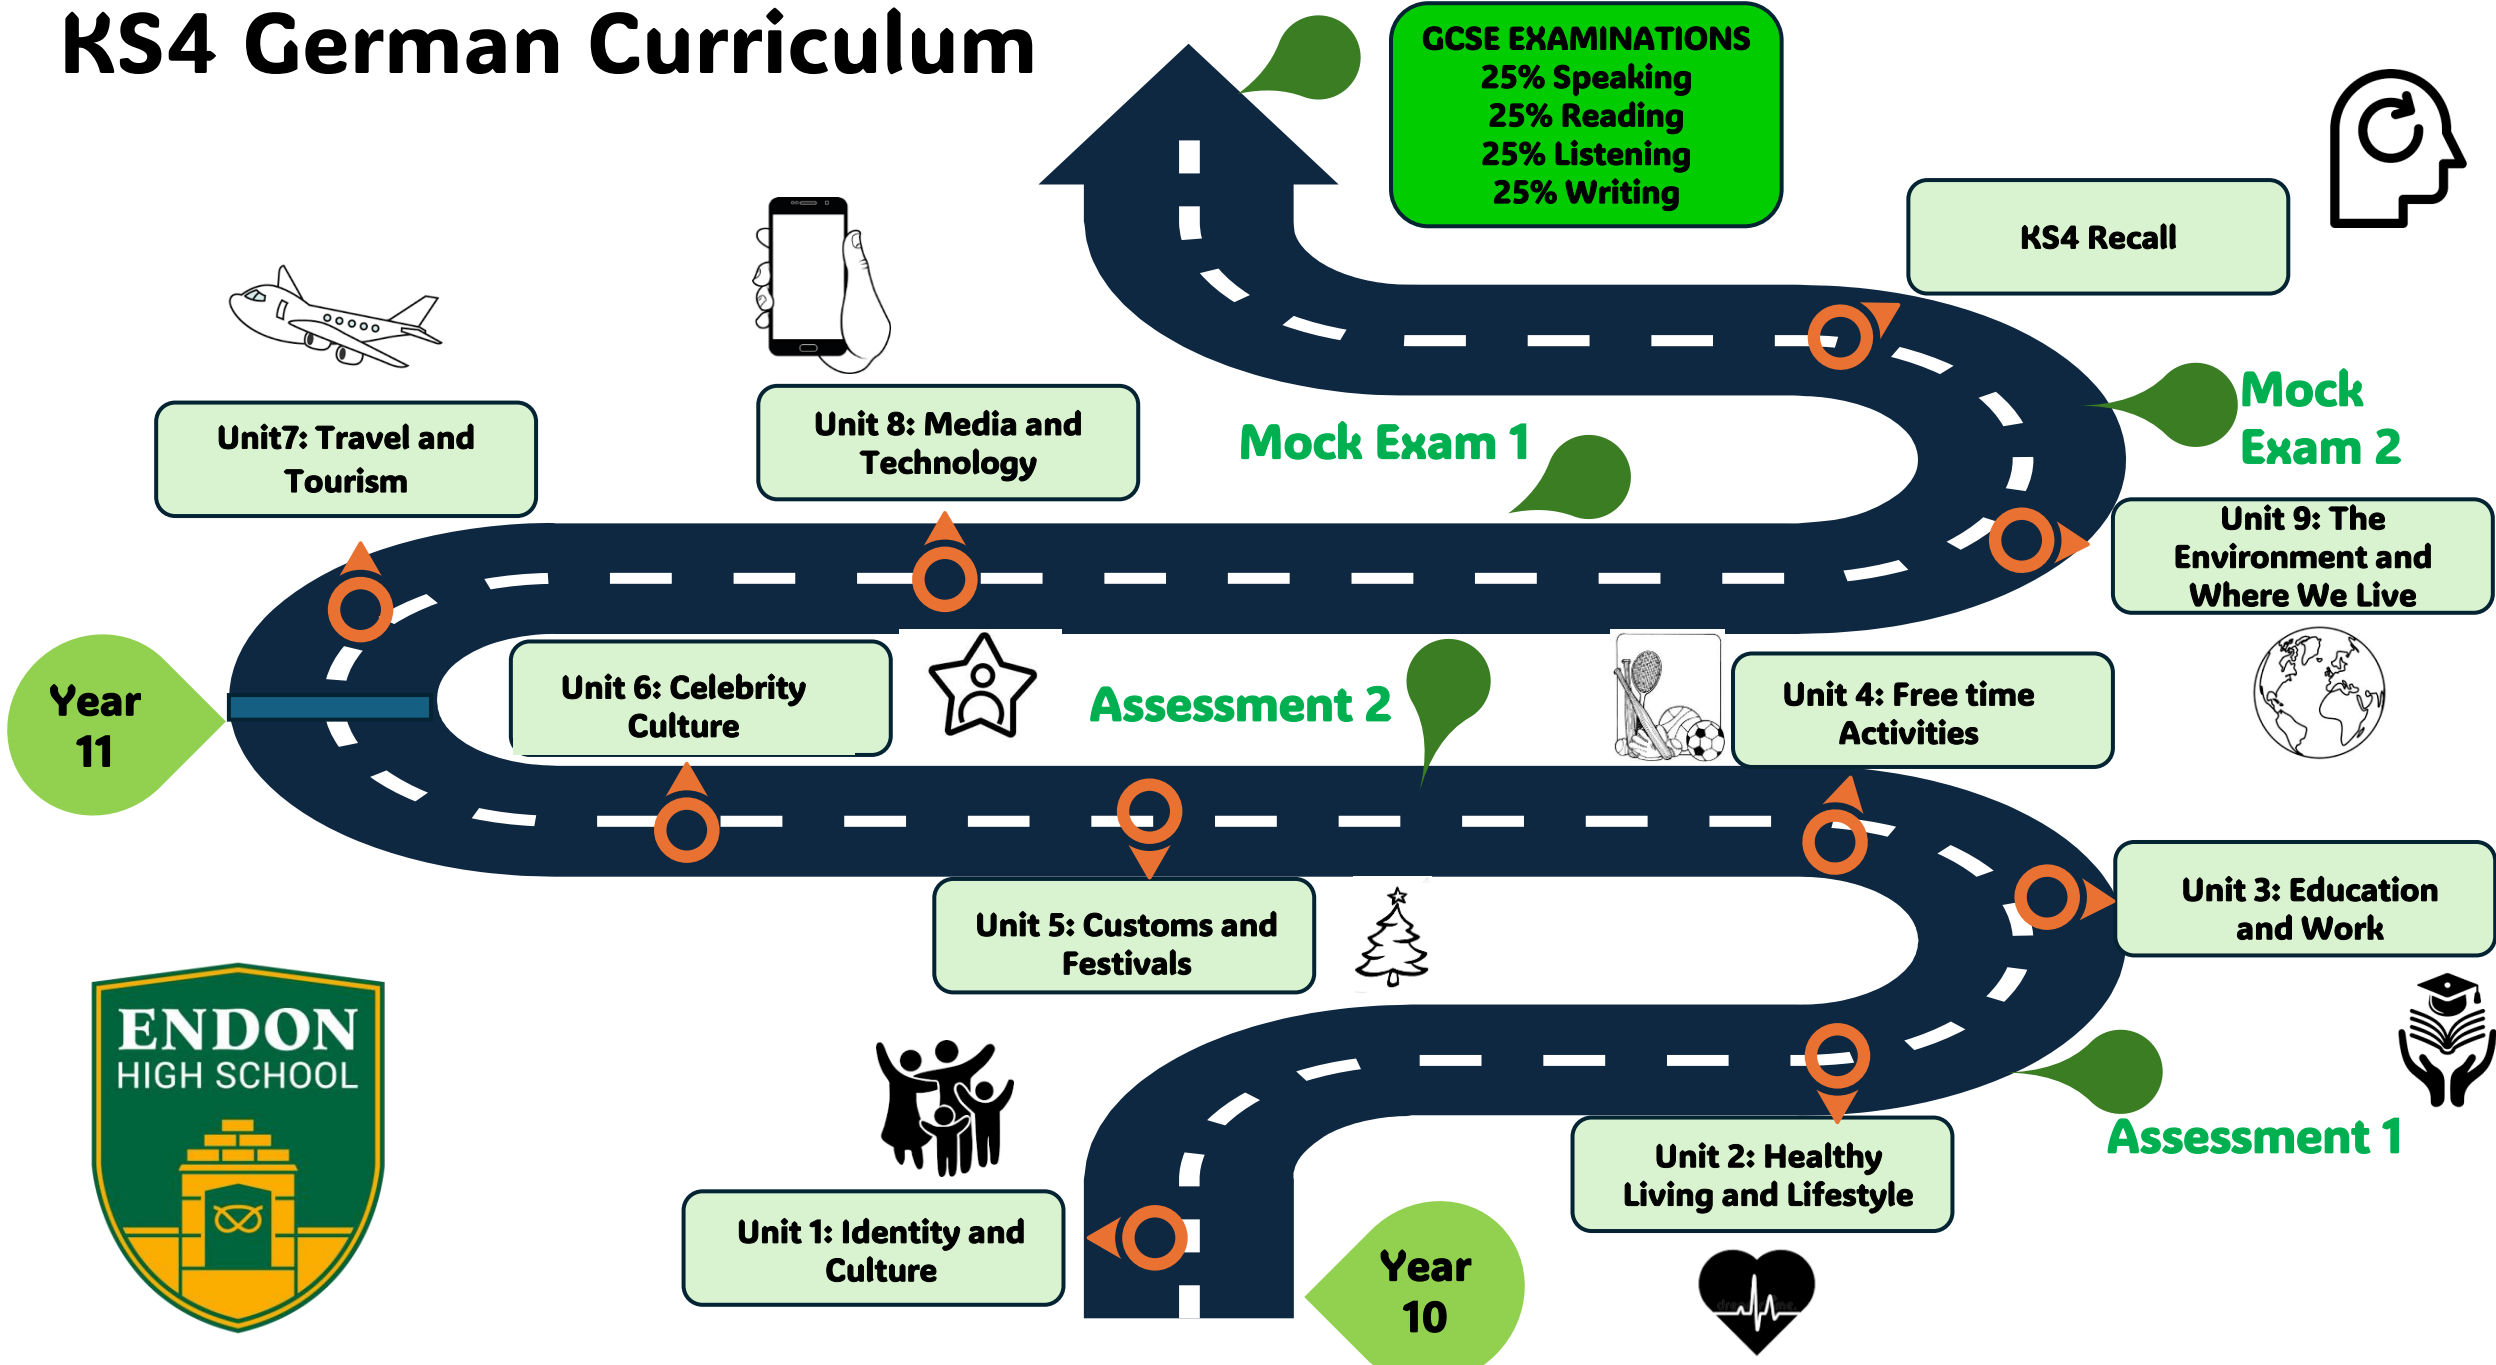 KS4 German Curriculum
GCSE EXAMINATIONS
25% Speaking
25% Reading
25% Listening
25% Writing
KS4 Recall
Mock
Exam 2
Mock Exam 1
Unit7: Travel and
Tourism
Unit 8: Media and
Technology
Unit 9: The
Environment and
Where We Live
Year
11
Unit 6: Celebrity
Culture
Assessment 2
Unit 4: Free time
Activities
Unit 3: Education
and Work
Unit 5: Customs and
Festivals
ENDON
HIGH SCHOOL
Assessment 1
Unit 2: Healthy
Living and Lifestyle
Unit 1: Identity and
Culture
Year
10